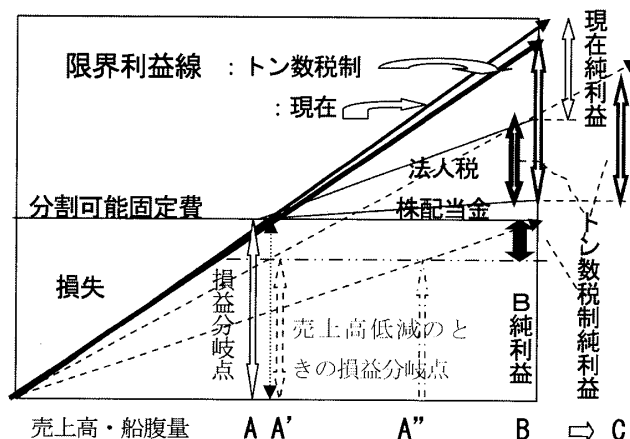 限界利益線 : トン数税制
: 現在
現在純利益
法人税
分割可能固定費
株配当金
損失
損益分岐点
売上高低減のと
きの損益分岐点
B純利益
トン数税制純利益
売上高・船腹量 A A' A" B ⇨ C